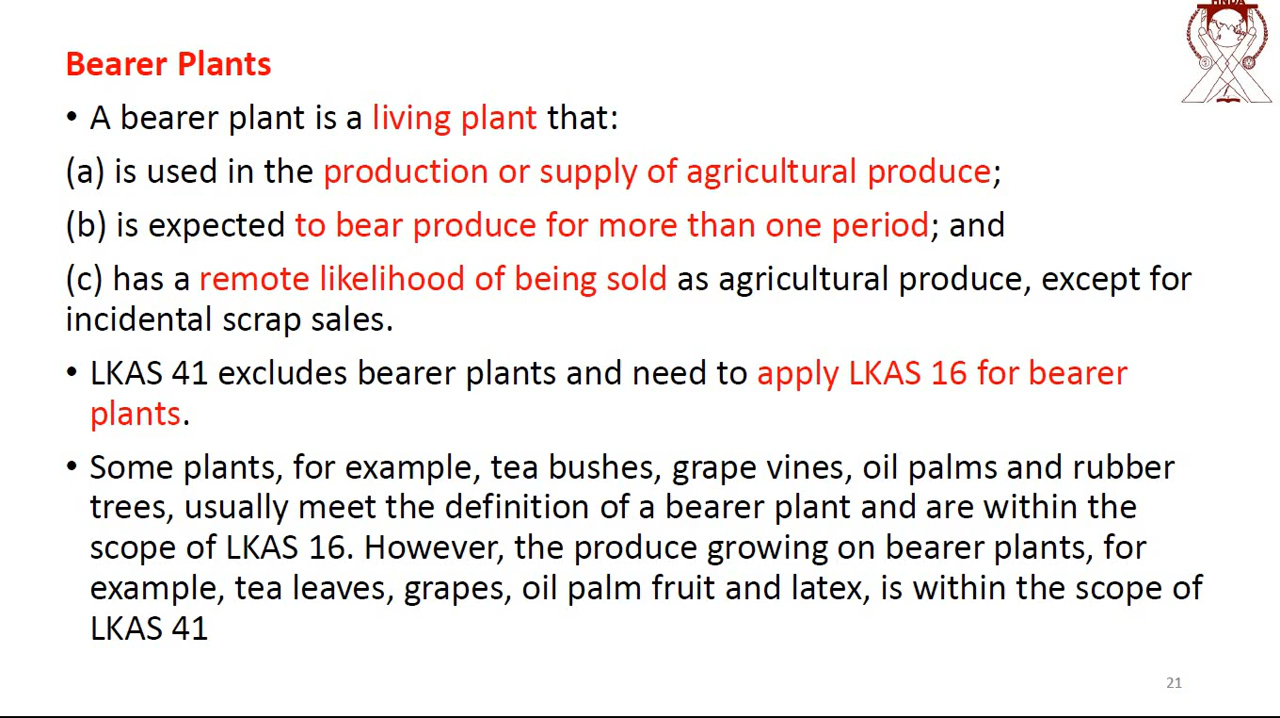 HNDA
Bearer Plants
• A bearer plant is a living plant that:
(a) is used in the production or supply of agricultural produce;
(b) is expected to bear produce for more than one period; and
(c) has a remote likelihood of being sold as agricultural produce, except for
incidental scrap sales.
• LKAS 41 excludes bearer plants and need to apply LKAS 16 for bearer
plants.
• Some plants, for example, tea bushes, grape vines, oil palms and rubber
trees, usually meet the definition of a bearer plant and are within the
scope of LKAS 16. However, the produce growing on bearer plants, for
example, tea leaves, grapes, oil palm fruit and latex, is within the scope of
LKAS 41
21